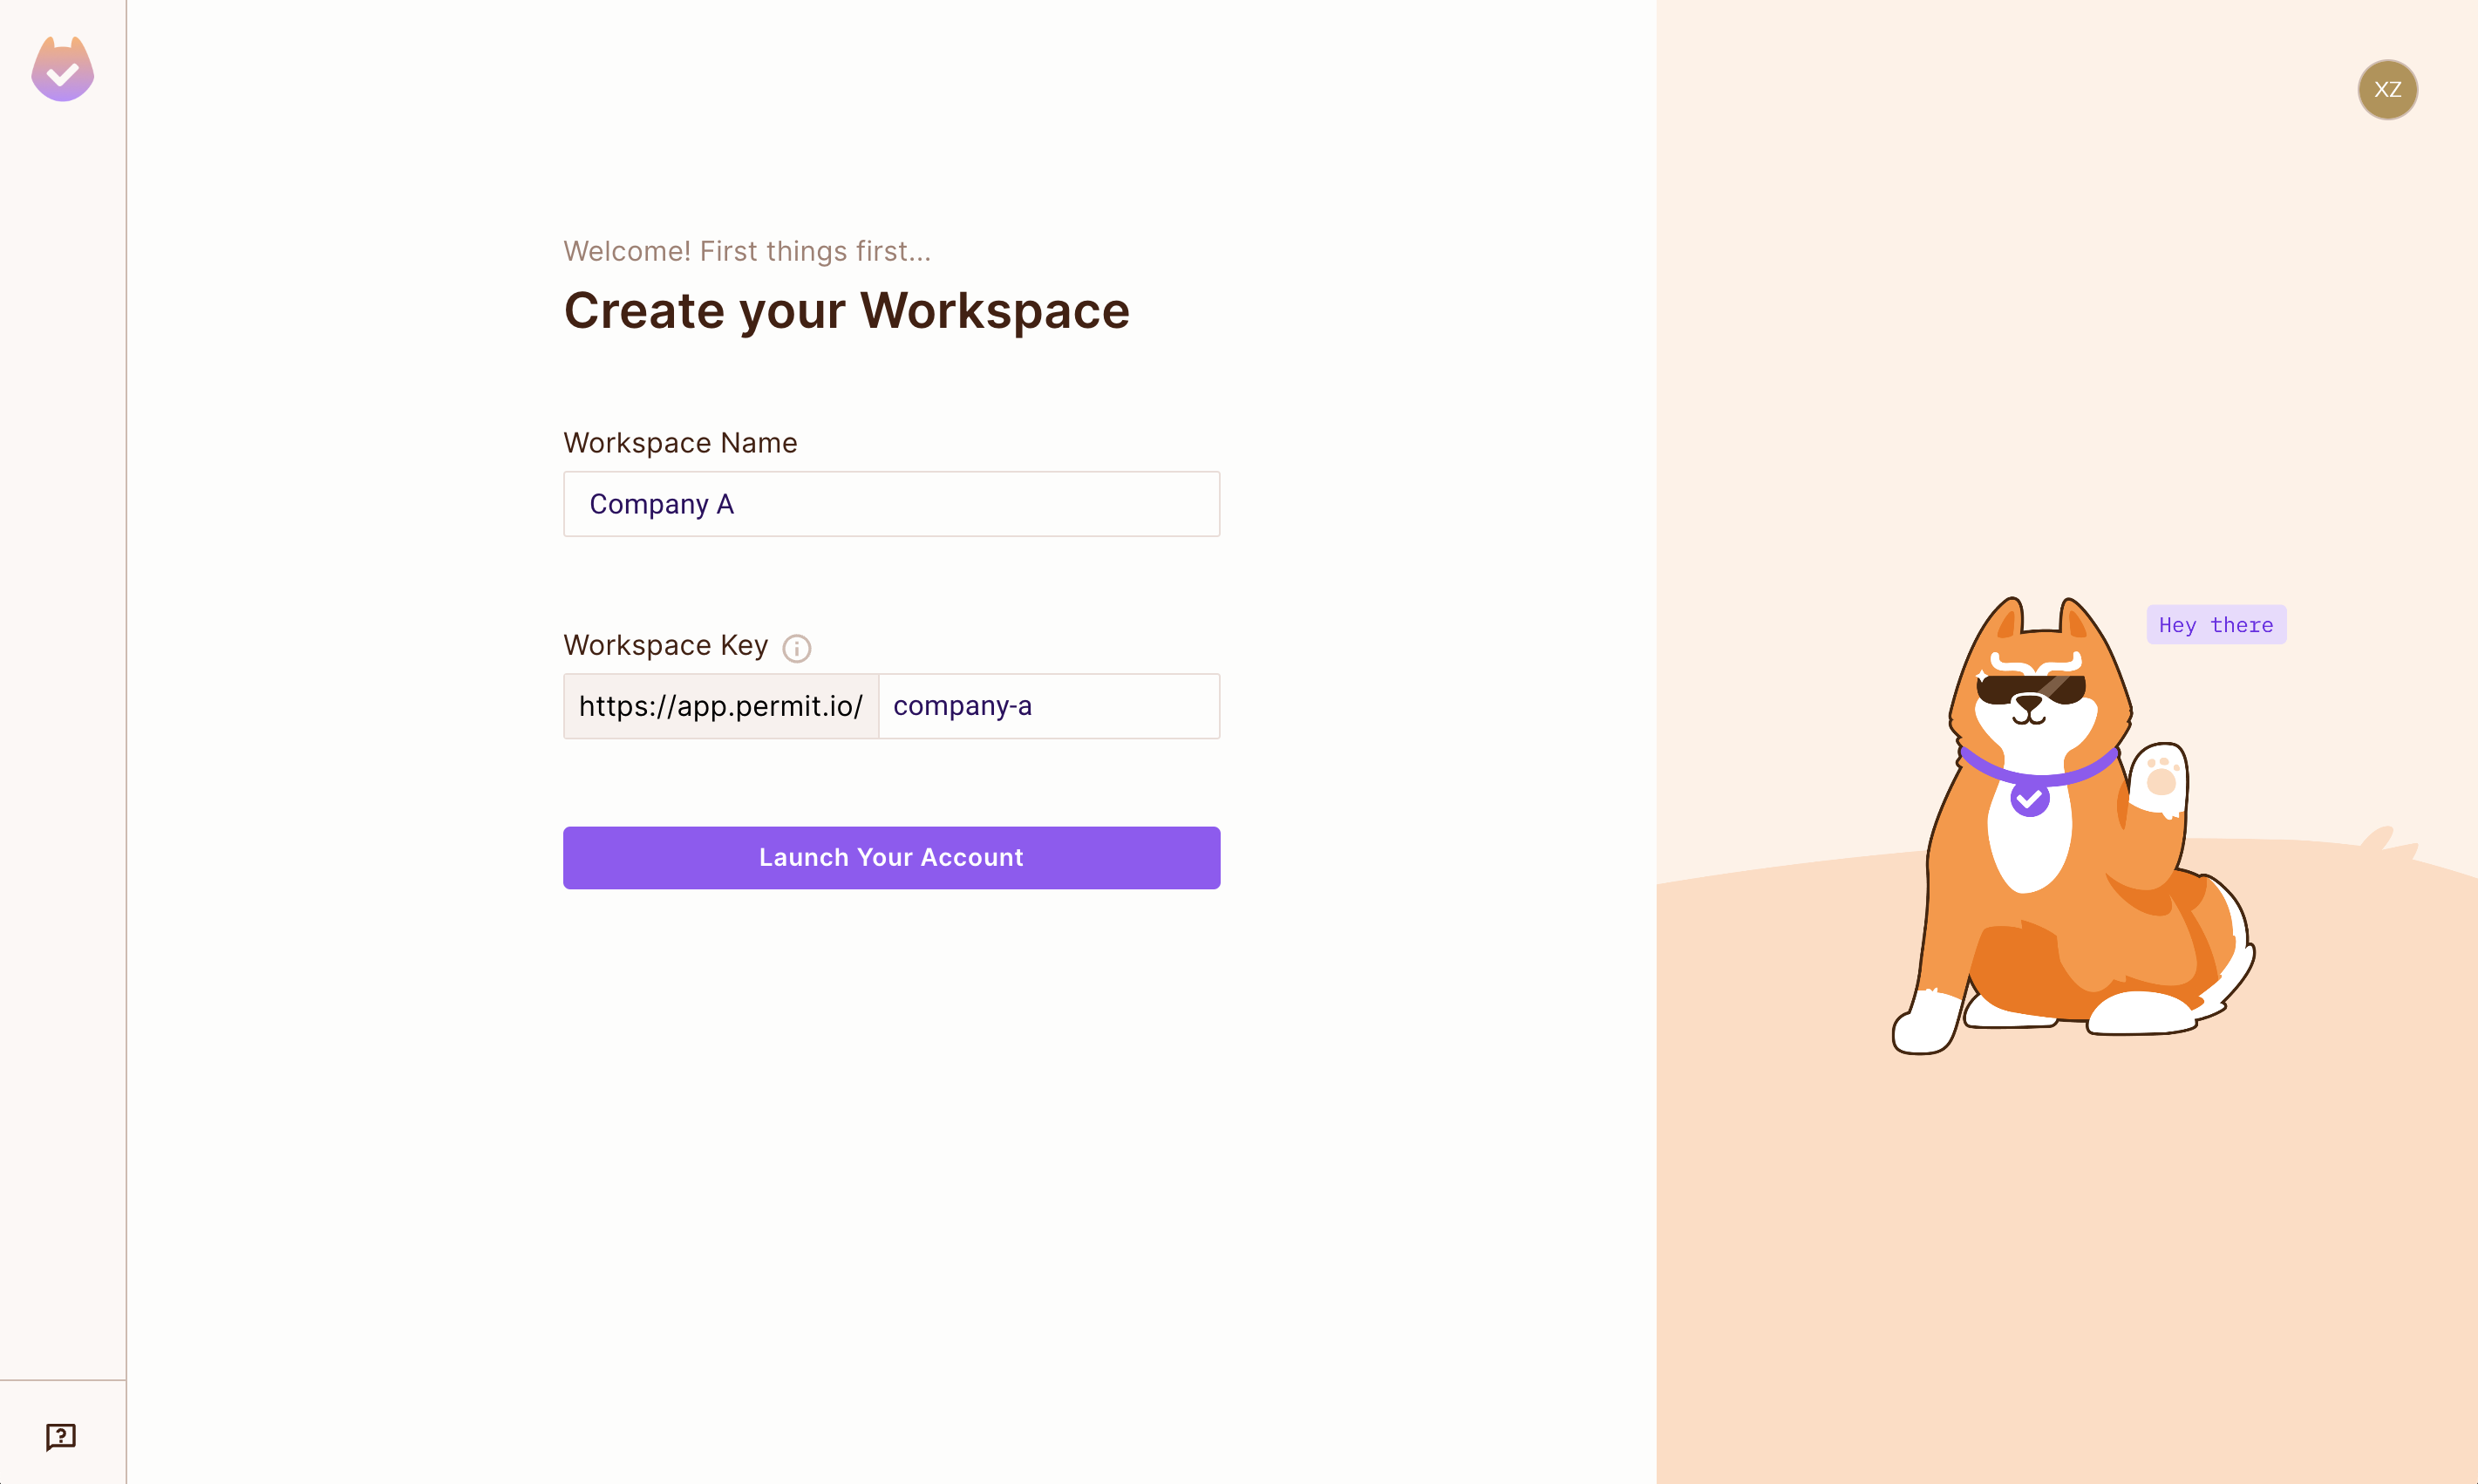 XZ
Welcome! First things first...
Create your Workspace
Workspace Name
Company A
Workspace Key
https://app.permit.io/ company-a
Launch Your Account
Hey there